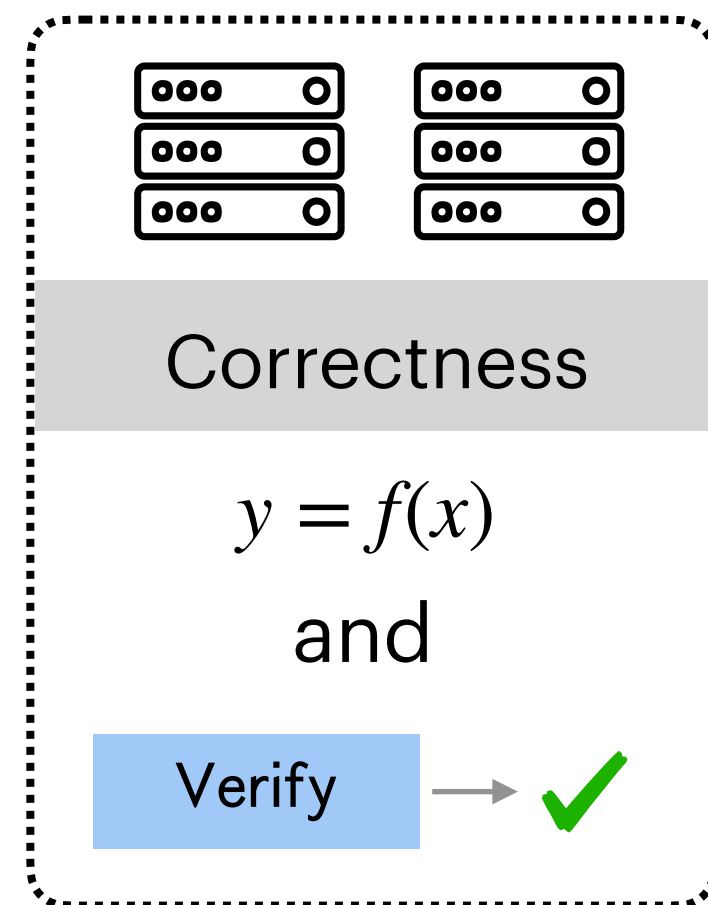 Correctness
y = f(x)
and
Verify